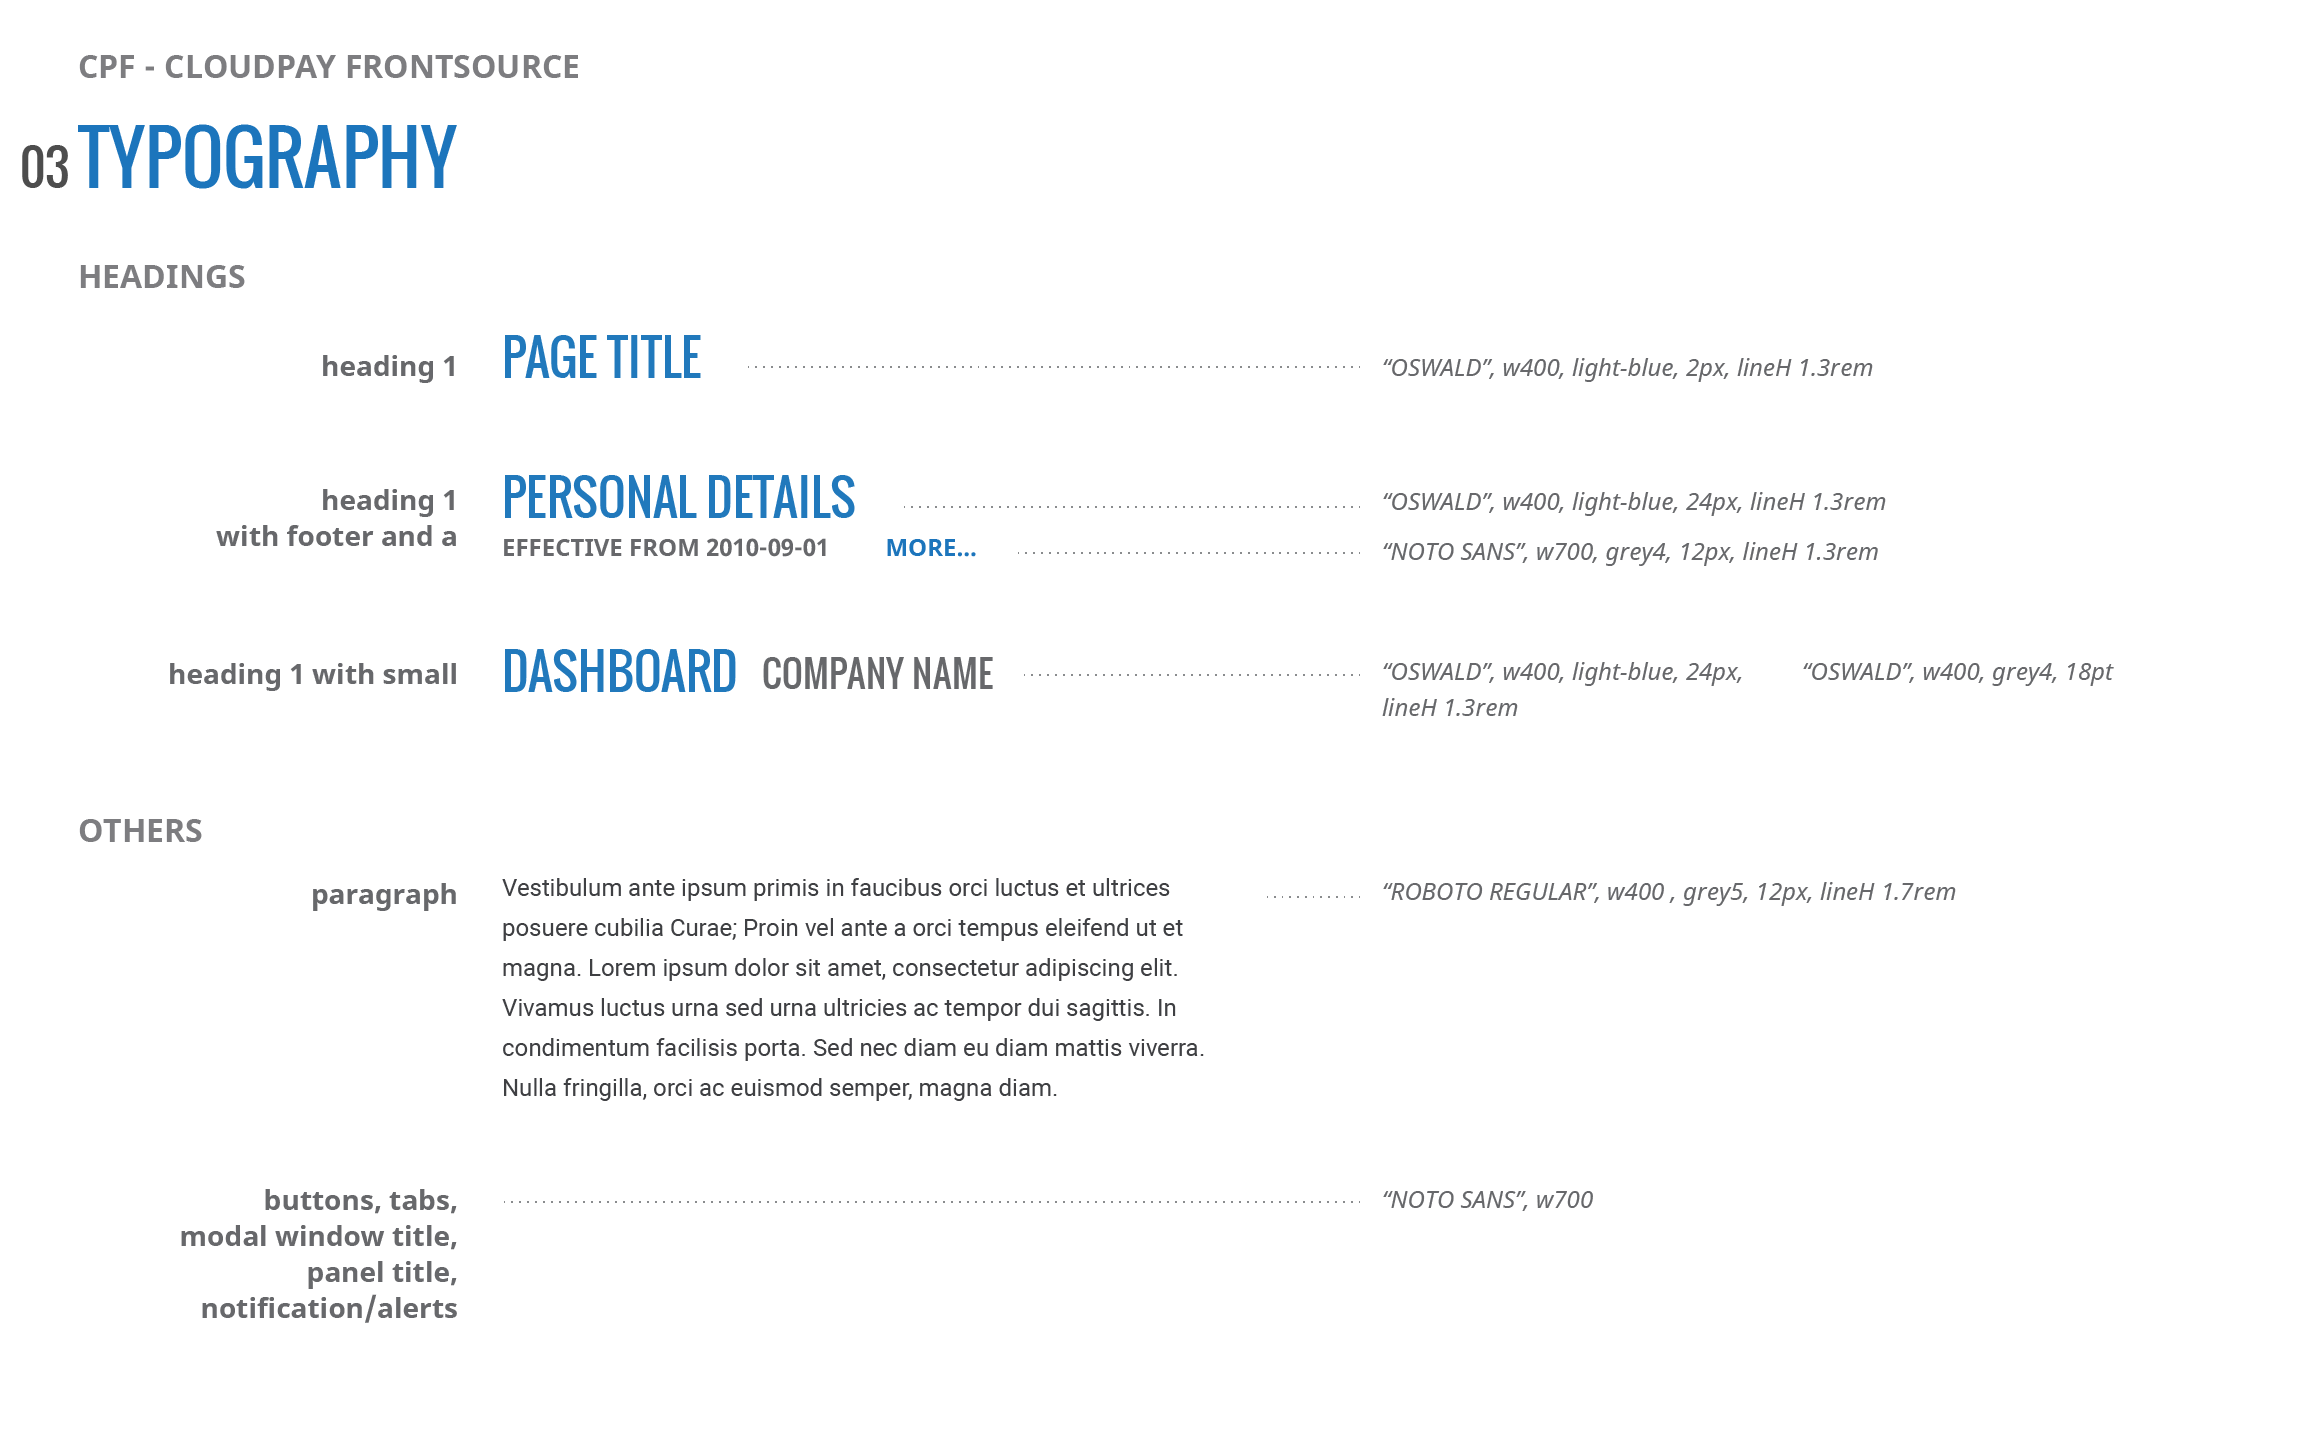 CPF - CLOUDPAY FRONTSOURCE
03 TYPOGRAPHY
HEADINGS
heading 1
PAGE TITLE
“OSWALD”, w400, light-blue, 2px, lineH 1.3rem
heading 1
with footer and a
PERSONAL DETAILS
EFFECTIVE FROM 2010-09-01 MORE...
“OSWALD”, w400, light-blue, 24px, lineH 1.3rem
“NOTO SANS”, w700, grey4, 12px, lineH 1.3rem
heading 1 with small
DASHBOARD COMPANY NAME
“OSWALD”, w400, light-blue, 24px,
lineH 1.3rem
“OSWALD”, w400, grey4, 18pt
OTHERS
paragraph
Vestibulum ante ipsum primis in faucibus orci luctus et ultrices
posuere cubilia Curae; Proin vel ante a orci tempus eleifend ut et
magna. Lorem ipsum dolor sit amet, consectetur adipiscing elit.
Vivamus luctus urna sed urna ultricies ac tempor dui sagittis. In
condimentum facilisis porta. Sed nec diam eu diam mattis viverra.
Nulla fringilla, orci ac euismod semper, magna diam.
“ROBOTO REGULAR”, w400 , grey5, 12px, lineH 1.7rem
buttons, tabs,
modal window title,
panel title,
notification/alerts
“NOTO SANS”, w700